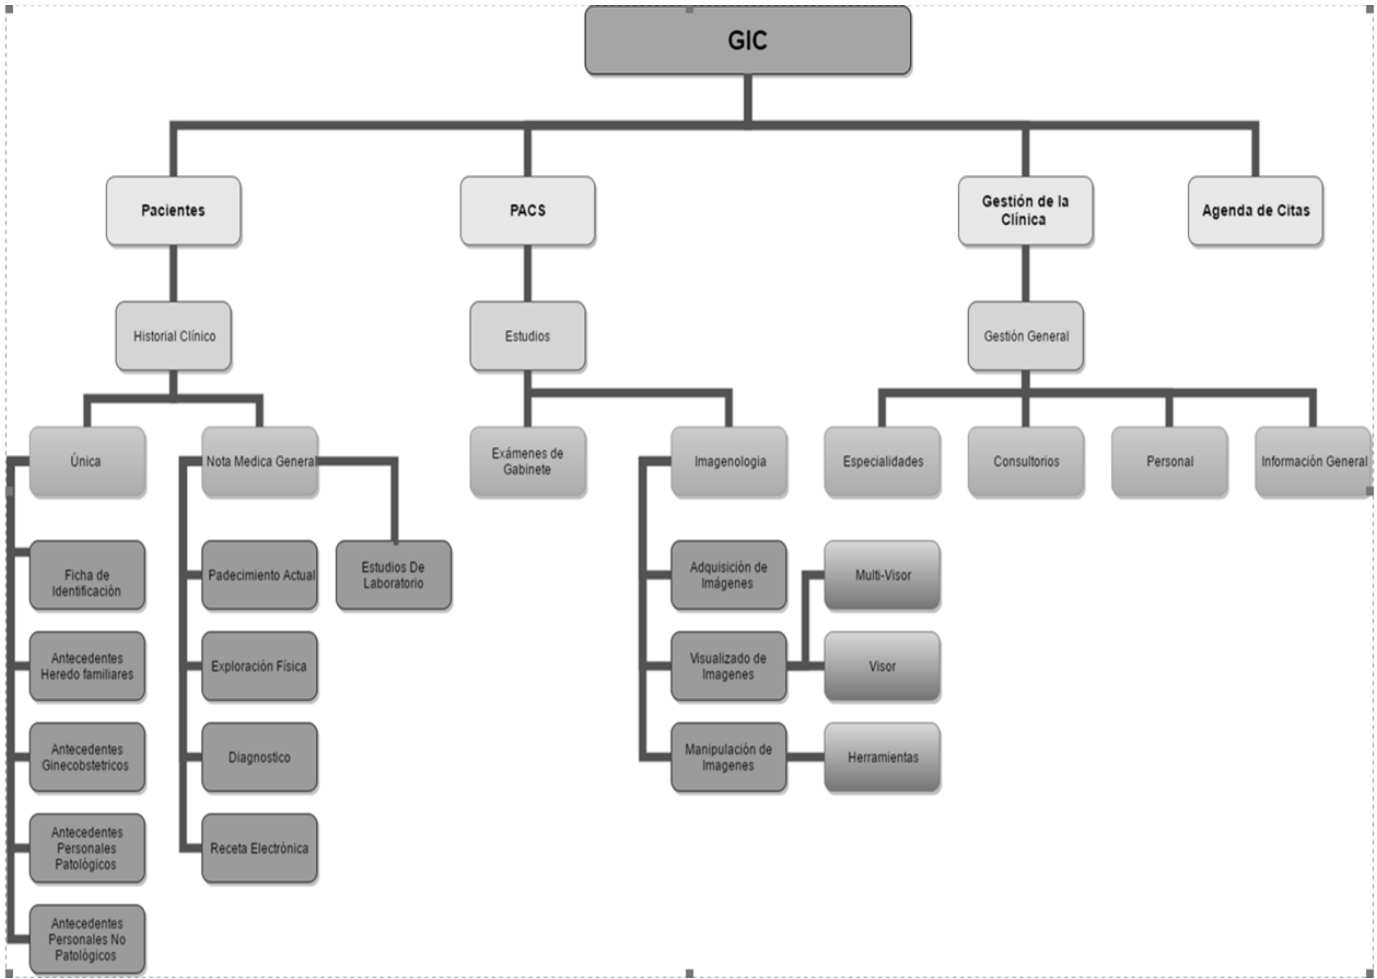 GIC
Pacientes
PACS
Gestión de la
Clínica
Agenda de Citas
Historial Clínico
Estudios
Gestión General
Única
Nota Medica General
Exámenes de
Gabinete
Imagenologia
Especialidades
Consultorios
Personal
Información General
Ficha de
Identificación
Padecimiento Actual
Estudios De
Laboratorio
Adquisición de
Imágenes
Multi-Visor
Antecedentes
Heredo familiares
Exploración Física
Visualizado de
Imagenes
Visor
Antecedentes
Ginecobstetricos
Diagnostico
Manipulación de
Imagenes
Herramientas
Antecedentes
Personales
Patológicos
Receta Electrónica
Antecedentes
Personales No
Patológicos